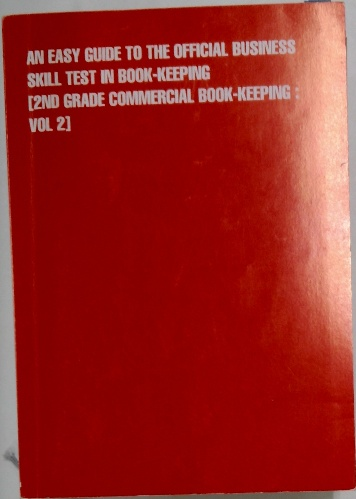 AN EASY GUIDE TO THE OFFICIAL BUSINESS
SKILL TEST IN BOOK-KEEPING
[2ND GRADE COMMERCIAL BOOK-KEEPING :
VOL 2]